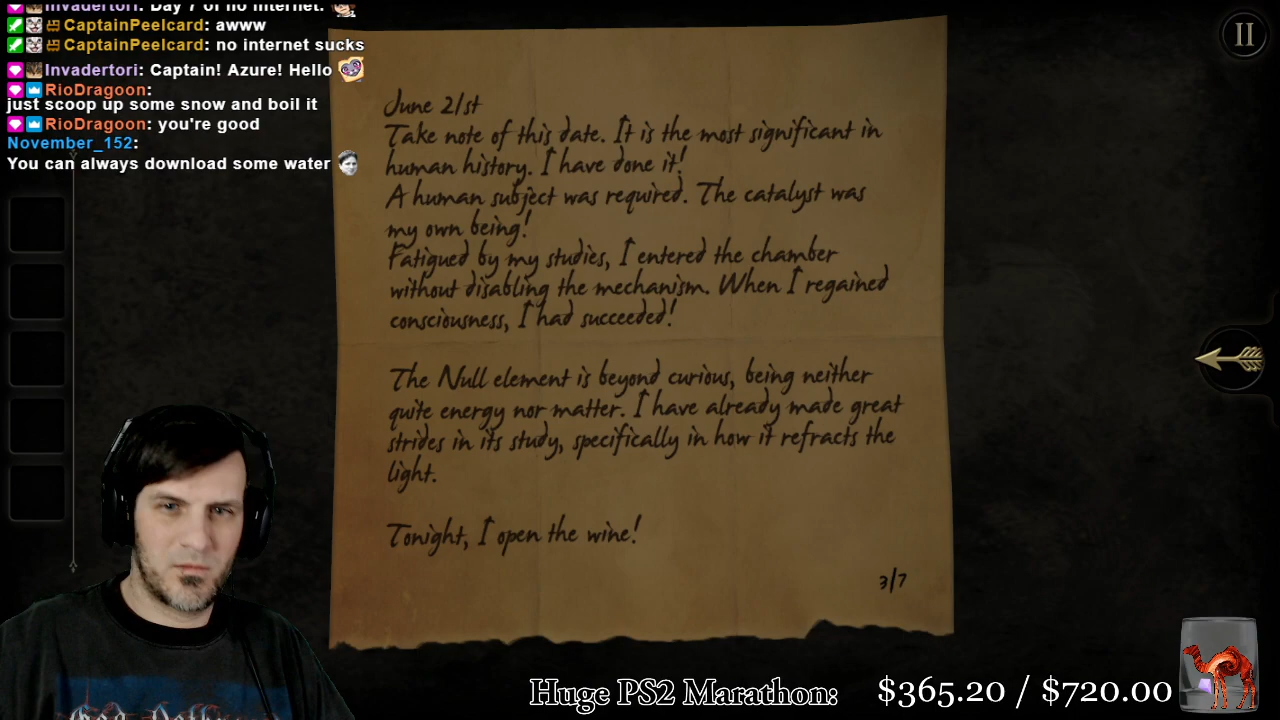 Invadertori: Day 7 of no internet.
CaptainPeelcard: awww
CaptainPeelcard: no internet sucks
Invadertori: Captain! Azure! Hello
RioDragoon:
just scoop up some snow and boil it
RioDragoon: you're good
November_152:
You can always download some water
June 21st
Take note of this date. It is the most significant in
human history. I have done it!
A human subject was required. The catalyst was
my own being!
Fatigued by my studies, I entered the chamber
without disabling the mechanism. When I regained
consciousness, I had succeeded!
The Null element is beyond curious, being neither
quite energy nor matter. I have already made great
strides in its study, specifically in how it refracts the
light.
Tonight, I open the wine!
3/7
Huge PS2 Marathon: $365.20 / $720.00